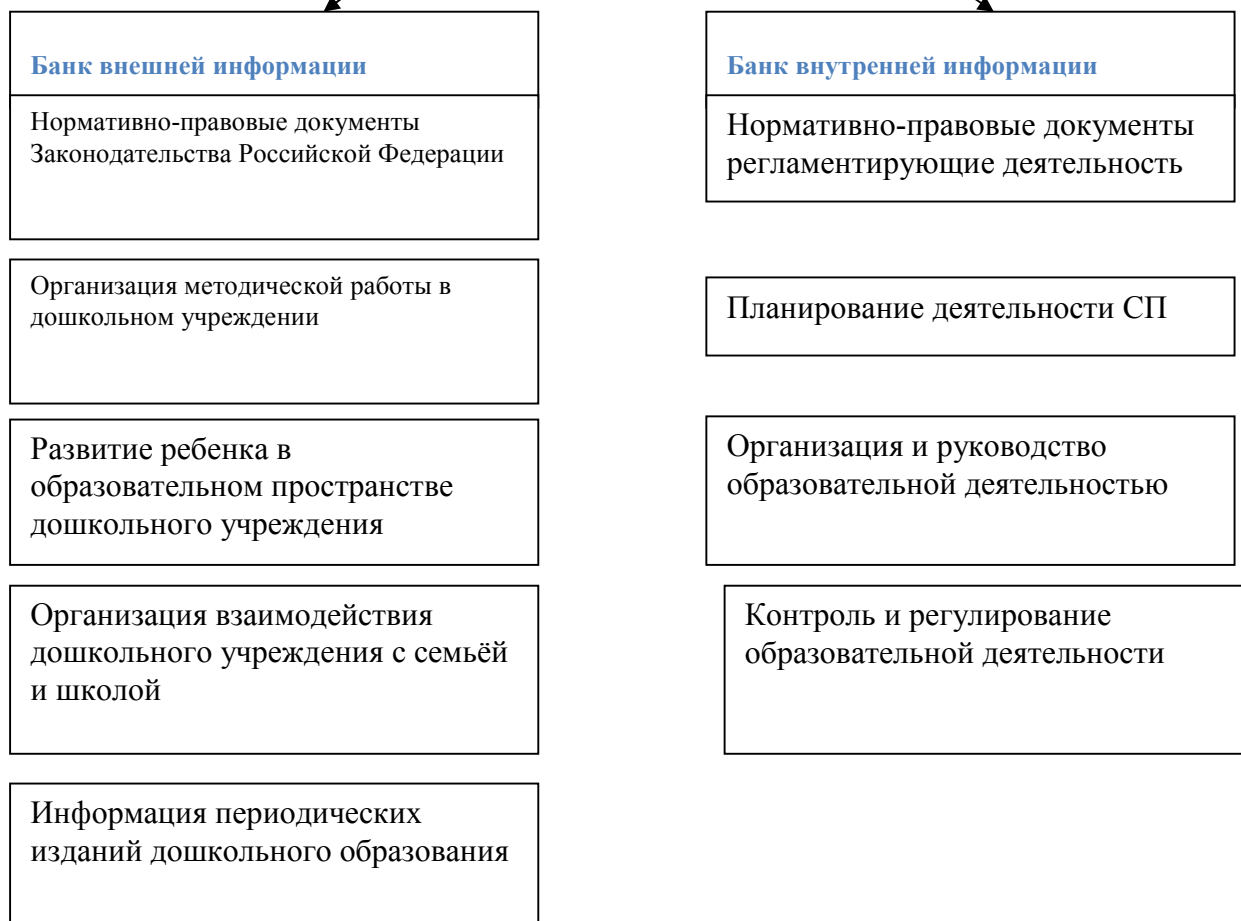 Банк внешней информации
Нормативно-правовые документы
Законодательства Российской Федерации
Организация методической работы в
дошкольном учреждении
Развитие ребенка в
образовательном пространстве
дошкольного учреждения
Организация взаимодействия
дошкольного учреждения с семьёй
и школой
Информация периодических
изданий дошкольного образования
Банк внутренней информации
Нормативно-правовые документы
регламентирующие деятельность
Планирование деятельности СП
Организация и руководство
образовательной деятельностью
Контроль и регулирование
образовательной деятельности